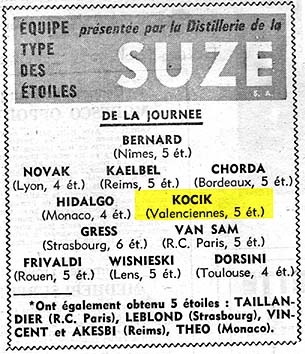 ÉQUIPE
TYPE
DES
ÉTOILES
présentée par la Distillerie de la
SUZE
S. A.
DE LA JOURNEE
BERNARD
(Nîmes, 5 ét.)
NOVAK KAELBEL CHORDA
(Lyon, 4 ét.) (Reims, 5 ét.) (Bordeaux, 5 ét.)
HIDALGO KOCIK
(Monaco, 4 ét.) (Valenciennes, 5 ét.)
GRESS VAN SAM
(Strasbourg, 6 ét.) (R.C. Paris, 5 ét.)
FRIVALDI WISNIESKI DORSINI
(Rouen, 5 ét.) (Lens, 5 ét.) (Toulouse, 4 ét.)
*Ont également obtenu 5 étoiles : TAILLAN-
DIER (R.C. Paris), LEBLOND (Strasbourg), VIN-
CENT et AKESBI (Reims), THEO (Monaco).